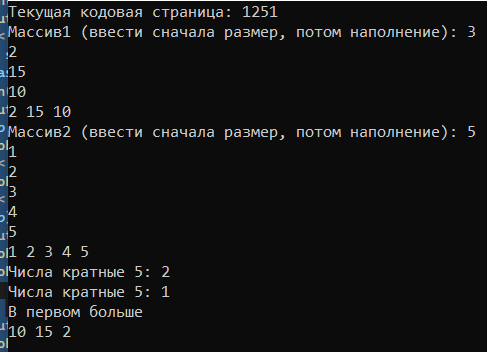 Текущая кодовая страница: 1251
Массив1 (ввести сначала размер, потом наполнение): 3
2
15
10
2 15 10
Массив2 (ввести сначала размер, потом наполнение): 5
1
2
3
4
5
1 2 3 4 5
Числа кратные 5: 2
Числа кратные 5: 1
В первом больше
10 15 2